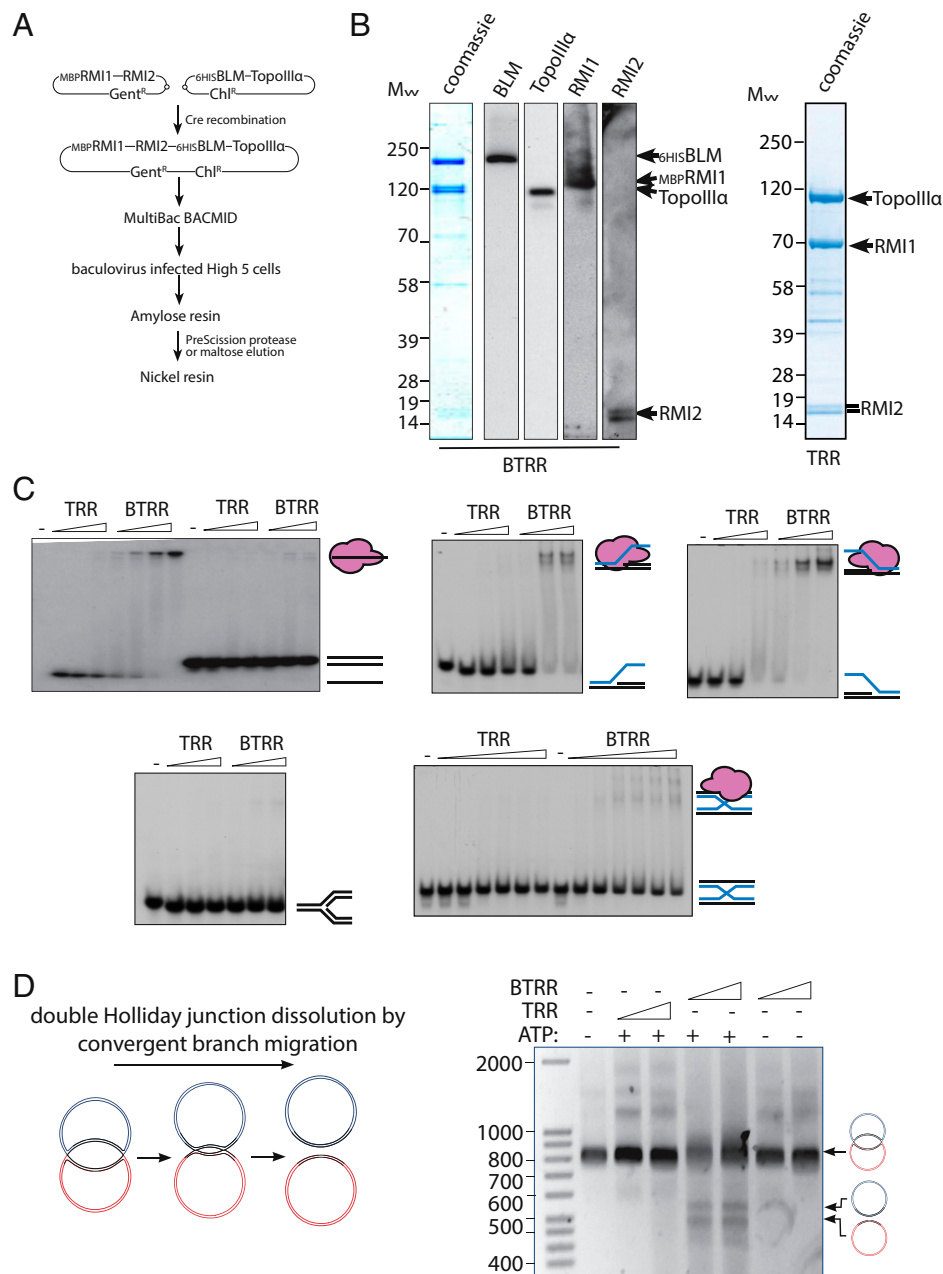 A
MBPRMI1–RMI2
6HISBLM–TopoIIIα
GentR
ChlR
Cre recombination
MBPRMI1–RMI2–6HISBLM–TopoIIIα
GentR
ChlR
MultiBac BACMID
baculovirus infected High 5 cells
Amylose resin
PreScission protease
or maltose elution
Nickel resin
B
Mw
coomassie
BLM
TopoIIIα
RMI1
RMI2
250
120
70
58
39
28
19
14
6HISBLM
MBPRMI1
TopoIIIα
RMI2
BTRR
Mw
coomassie
250
120
70
58
39
28
19
14
TopoIIIα
RMI1
RMI2
TRR
C
- TRR BTRR - TRR BTRR
- TRR BTRR
- TRR BTRR
- TRR BTRR
- TRR - BTRR
D
double Holliday junction dissolution by
convergent branch migration
BTRR - - - - -
TRR - - - - -
ATP: - + + + + - -
2000
1000
800
700
600
500
400